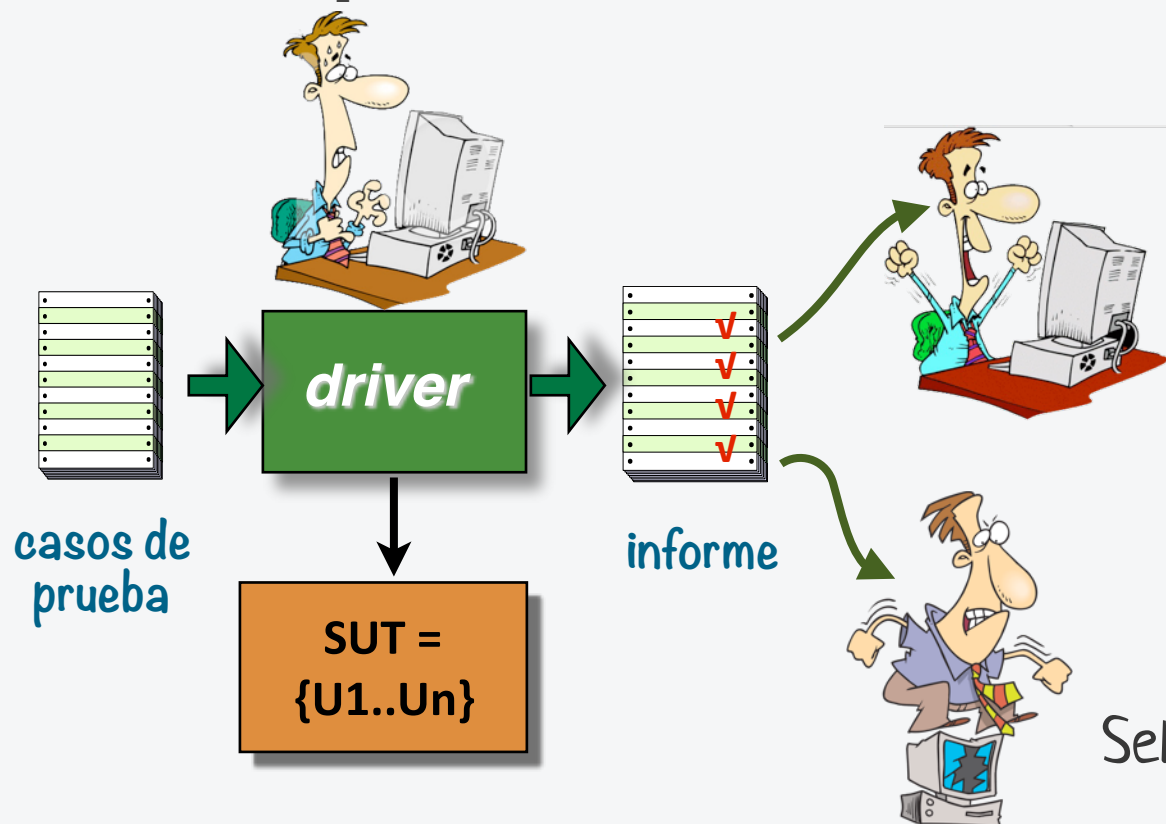 driver
√
√
√
√
casos de
prueba
informe
SUT =
{U1..Un}